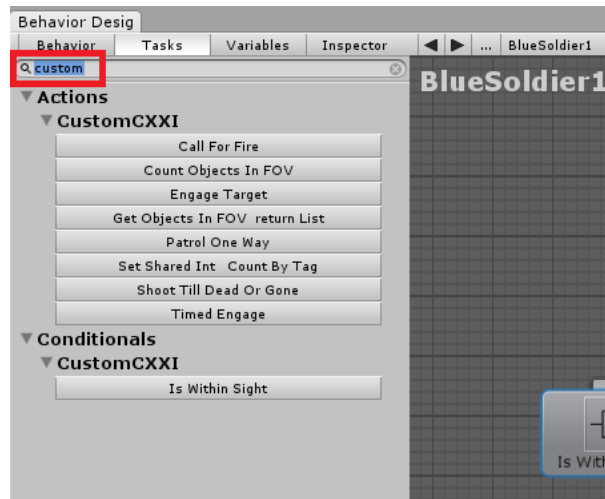 Behavior Desig
Behavior Tasks Variables Inspector ... BlueSoldier1
custom
BlueSoldier1
Actions
CustomCXXI
Call For Fire
Count Objects In FOV
Engage Target
Get Objects In FOV return List
Patrol One Way
Set Shared Int Count By Tag
Shoot Till Dead Or Gone
Timed Engage
Conditionals
CustomCXXI
Is Within Sight
Is With